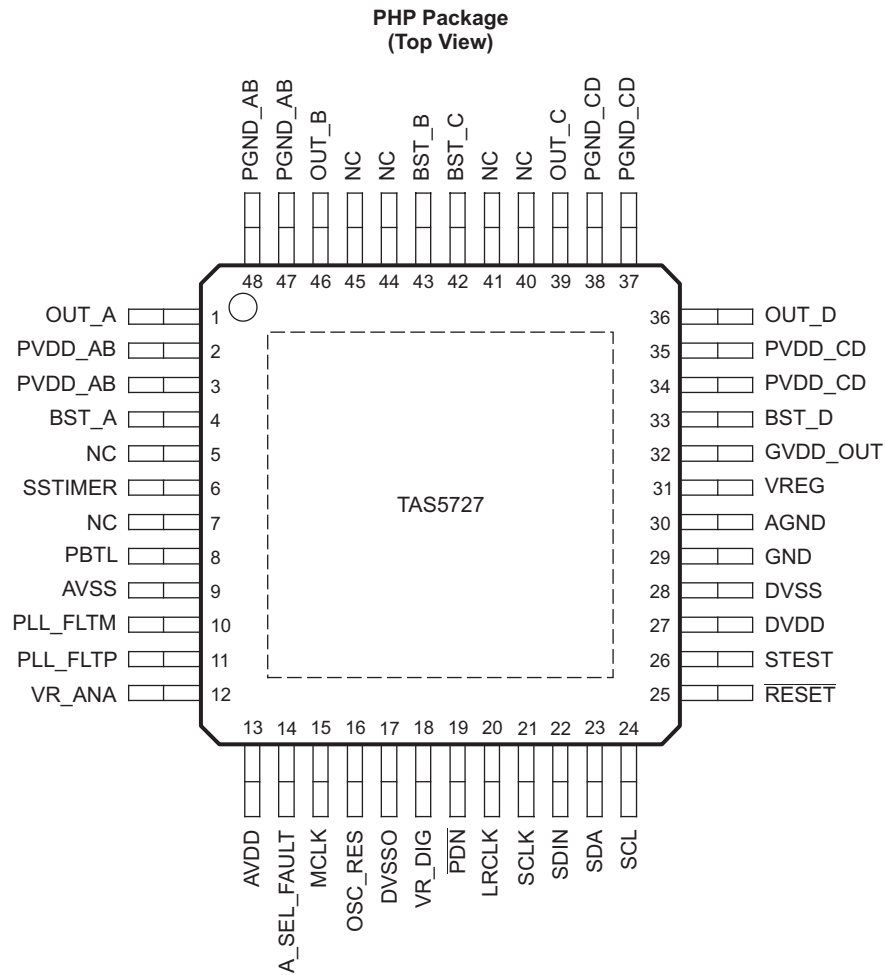 PHP Package
(Top View)
PGND_AB
PGND_AB
OUT_B
NC
NC
BST_B
BST_C
NC
NC
OUT_C
PGND_CD
PGND_CD
48 47 46 45 44 43 42 41 40 39 38 37
OUT_A 1
PVDD_AB 2
PVDD_AB 3
BST_A 4
NC 5
SSTIMER 6
NC 7
PBTL 8
AVSS 9
PLL_FLTM 10
PLL_FLTP 11
VR_ANA 12
TAS5727
36 OUT_D
35 PVDD_CD
34 PVDD_CD
33 BST_D
32 GVDD_OUT
31 VREG
30 AGND
29 GND
28 DVSS
27 DVDD
26 STEST
25 RESET
13 14 15 16 17 18 19 20 21 22 23 24
AVDD
A_SEL_FAULT
MCLK
OSC_RES
DVSSO
VR_DIG
PDN
LRCLK
SCLK
SDIN
SDA
SCL